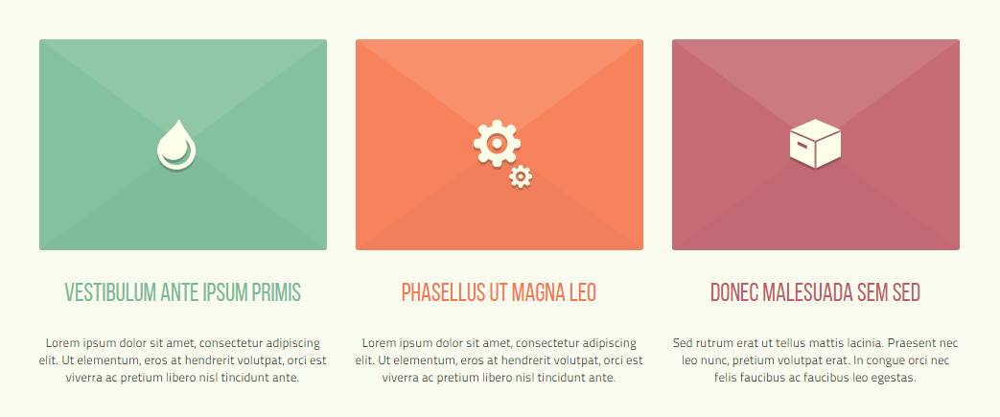 VESTIBULUM ANTE IPSUM PRIMIS
Lorem ipsum dolor sit amet, consectetur adipiscing
elit. Ut elementum, eros at hendrerit volutpat, orci est
viverra ac pretium libero nisl tincidunt ante.
PHASELLUS UT MAGNA LEO
Lorem ipsum dolor sit amet, consectetur adipiscing
elit. Ut elementum, eros at hendrerit volutpat, orci est
viverra ac pretium libero nisl tincidunt ante.
DONEC MALESUADA SEM SED
Sed rutrum erat ut tellus mattis lacinia. Praesent nec
leo nunc, pretium volutpat erat. In congue orci nec
felis faucibus ac faucibus leo egestas.